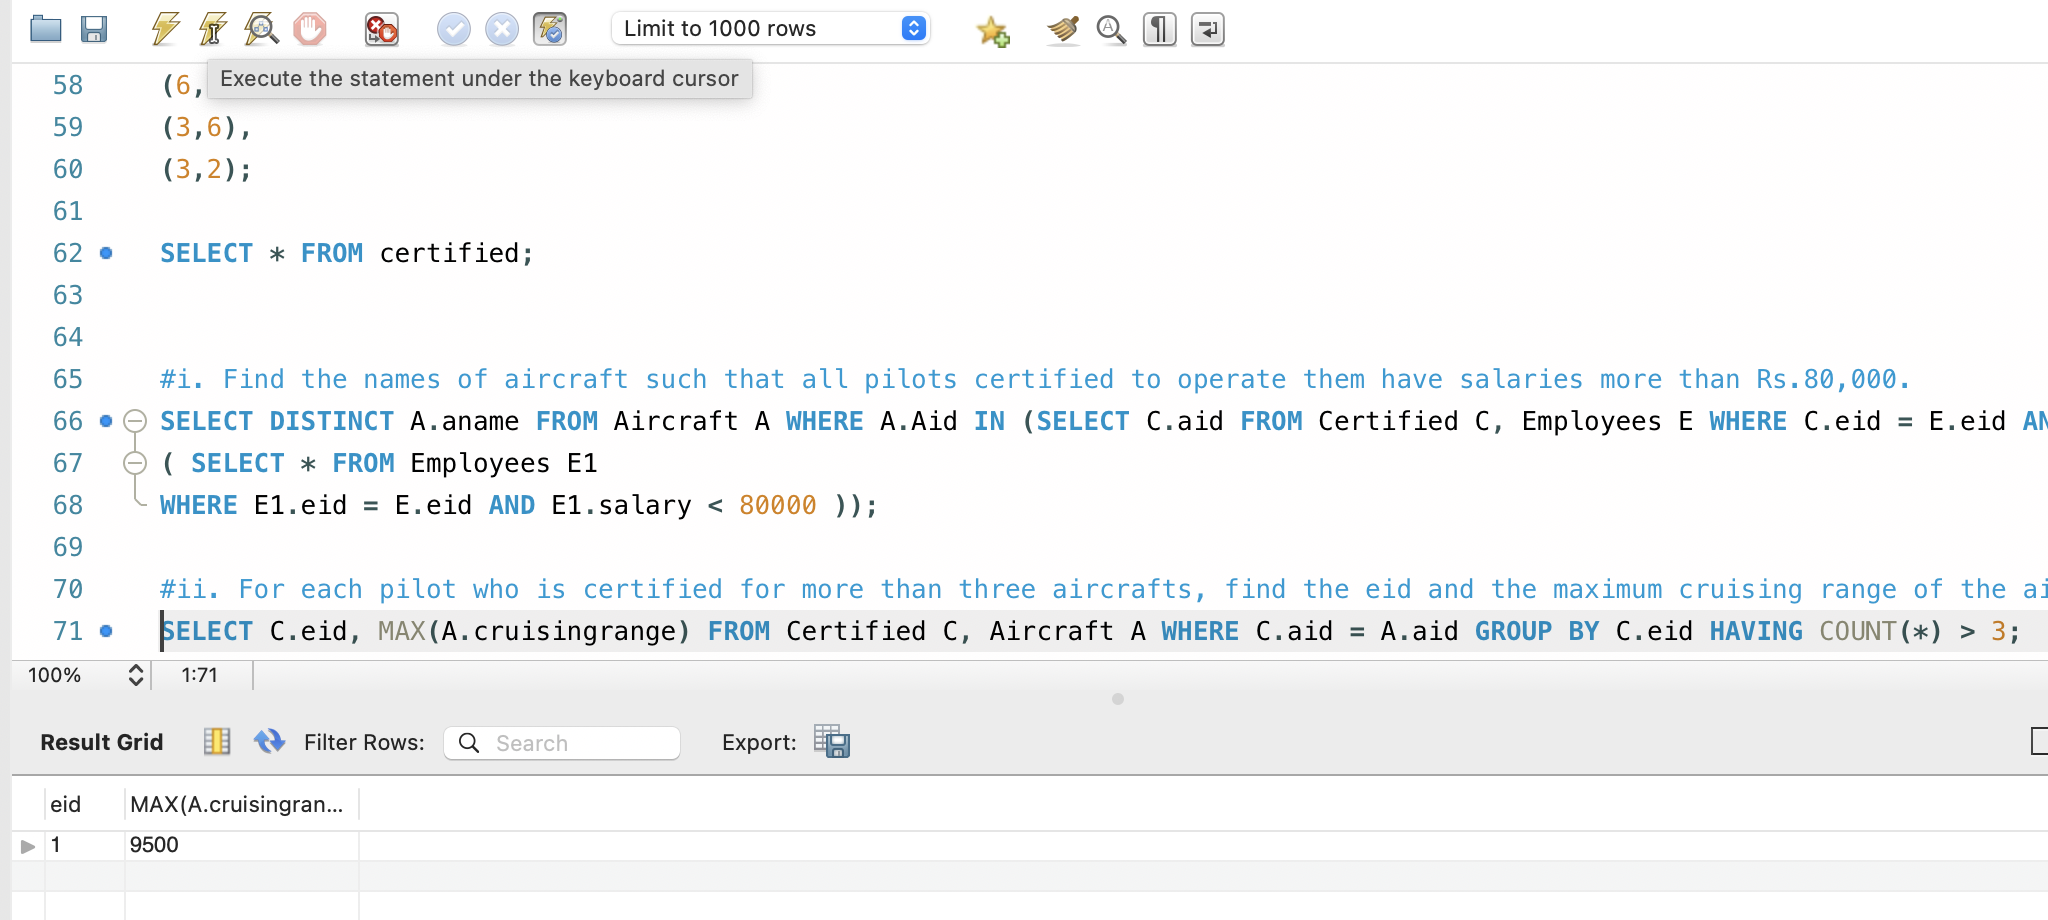 Limit to 1000 rows
Execute the statement under the keyboard cursor
58 (6,
59 (3,6),
60 (3,2);
61
62 SELECT * FROM certified;
63
64
65 #i. Find the names of aircraft such that all pilots certified to operate them have salaries more than Rs.80,000.
66 SELECT DISTINCT A.aname FROM Aircraft A WHERE A.Aid IN (SELECT C.aid FROM Certified C, Employees E WHERE C.eid = E.eid AN
67 ( SELECT * FROM Employees E1
68 WHERE E1.eid = E.eid AND E1.salary < 80000 ));
69
70 #ii. For each pilot who is certified for more than three aircrafts, find the eid and the maximum cruising range of the ai
71 SELECT C.eid, MAX(A.cruisingrange) FROM Certified C, Aircraft A WHERE C.aid = A.aid GROUP BY C.eid HAVING COUNT(*) > 3;
100% 1:71
Result Grid Filter Rows: Search Export:
eid MAX(A.cruisingran...
1 9500